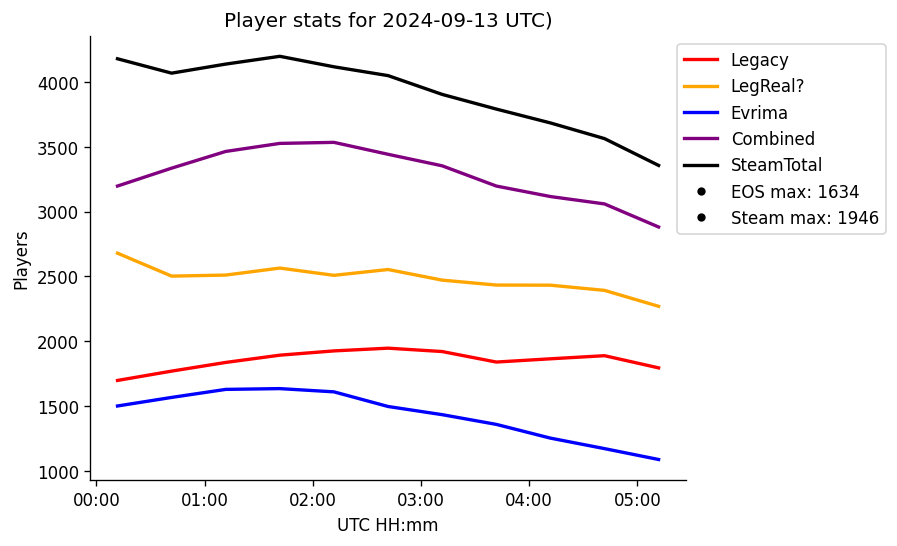 Player stats for 2024-09-13 UTC)
Legacy
LegReal?
Evrima
Combined
SteamTotal
EOS max: 1634
Steam max: 1946
Players
4000
3500
3000
2500
2000
1500
1000
00:00 01:00 02:00 03:00 04:00 05:00
UTC HH:mm